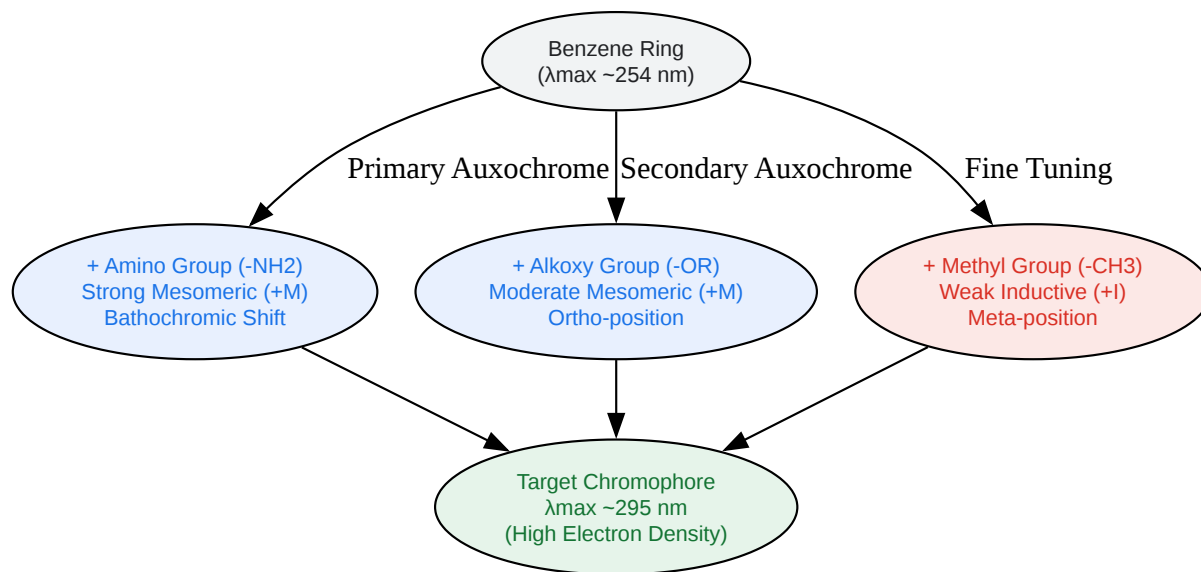 Benzene Ring
(λmax ~254 nm)
Primary Auxochrome
Secondary Auxochrome
Fine Tuning
+ Amino Group (-NH2)
Strong Mesomeric (+M)
Bathochromic Shift
+ Alkoxy Group (-OR)
Moderate Mesomeric (+M)
Ortho-position
+ Methyl Group (-CH3)
Weak Inductive (+I)
Meta-position
Target Chromophore
λmax ~295 nm
(High Electron Density)